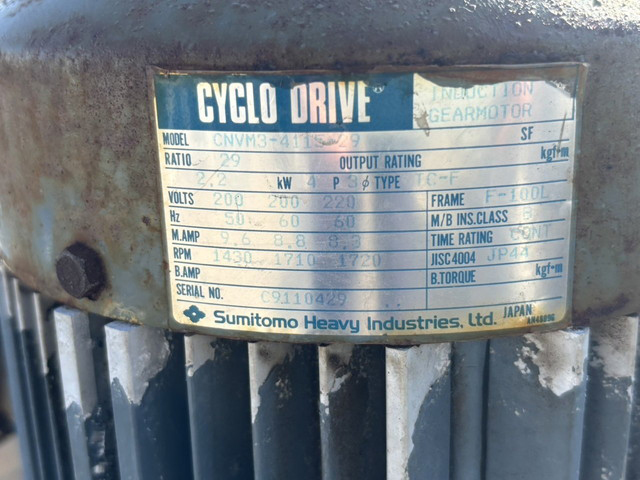 CYCLO DRIVE® INDUCTION GEARMOTOR
MODEL CNVM3-4115-29 SF
RATIO 29 OUTPUT RATING kgf·m
2.2 kW 4 P 3 φ TYPE TC-F
VOLTS 200 200 220 FRAME F-100L
Hz 50 60 60 M/B INS.CLASS
M.AMP 9.6 8.8 8.3 TIME RATING CONT
RPM 1430 1710 1720 JISC4004 JP44
B.AMP B.TORQUE kgf·m
SERIAL NO. C9110429
Sumitomo Heavy Industries, Ltd. JAPAN